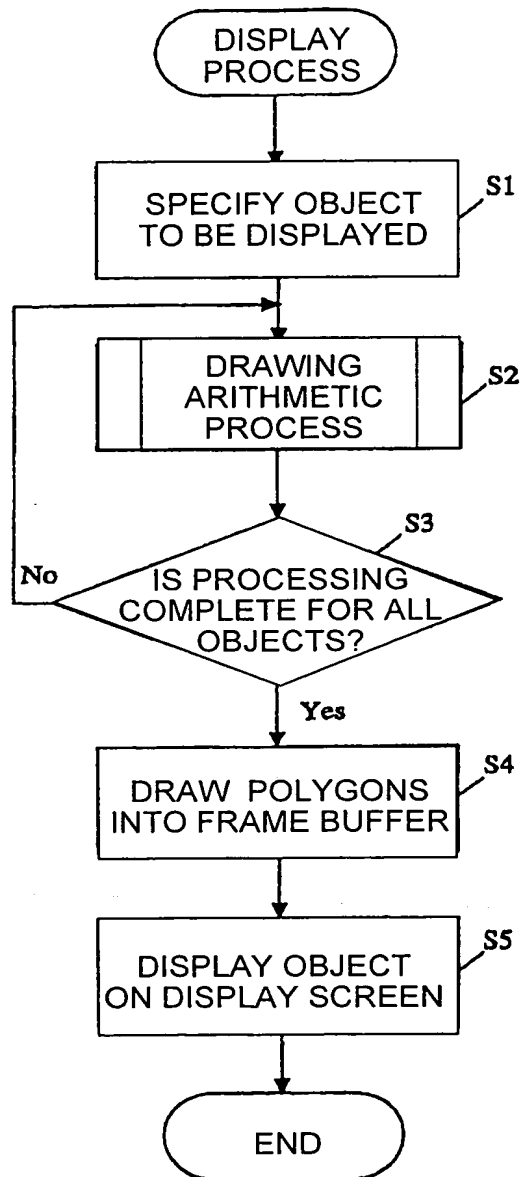 DISPLAY
PROCESS
S1
SPECIFY OBJECT
TO BE DISPLAYED
DRAWING
ARITHMETIC
PROCESS
S2
S3
No
IS PROCESSING
COMPLETE FOR ALL
OBJECTS?
Yes
S4
DRAW POLYGONS
INTO FRAME BUFFER
S5
DISPLAY OBJECT
ON DISPLAY SCREEN
END